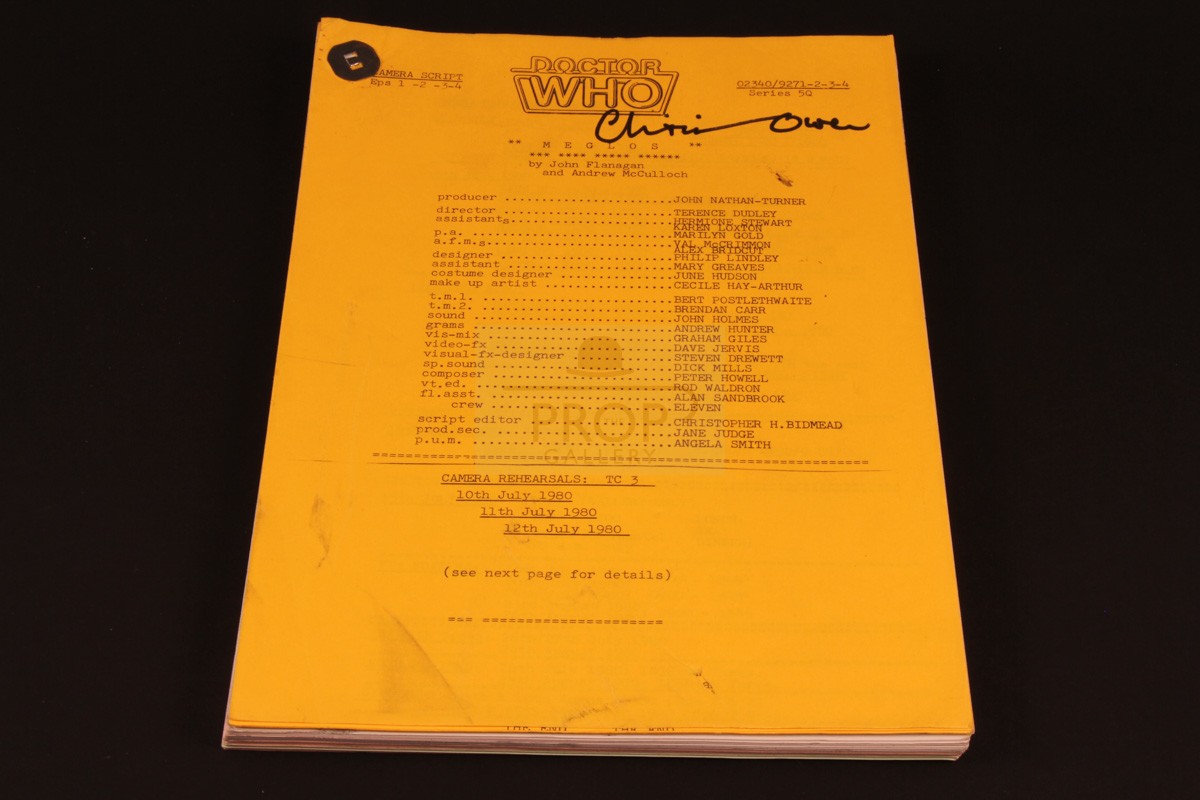 CAMERA SCRIPT
Eps 1 -2 -3-4
DOCTOR
WHO
02340/9271-2-3-4
Series 5Q
Chris Owen
** M E G L O S **
*** **** ***** ******
by John Flanagan
and Andrew McCulloch
producer ........................JOHN NATHAN-TURNER
director ........................TERENCE DUDLEY
assistants.......................HERMIONE STEWART
KAREN LOXTON
p.a. ............................MARILYN GOLD
a.f.m.s..........................VAL McCRIMMON
ALEX BRIDCUT
designer ........................PHILIP LINDLEY
assistant .......................MARY GREAVES
costume designer ................JUNE HUDSON
make up artist ..................CECILE HAY-ARTHUR
t.m.1. ..........................BERT POSTLETHWAITE
t.m.2. ..........................BRENDAN CARR
sound ...........................JOHN HOLMES
grams ...........................ANDREW HUNTER
vis-mix .........................GRAHAM GILES
video-fx ........................DAVE JERVIS
visual-fx-designer ..............STEVEN DREWETT
sp.sound ........................DICK MILLS
composer ........................PETER HOWELL
vt.ed. ..........................ROD WALDRON
fl.asst. ........................ALAN SANDBROOK
crew ............................ELEVEN
script editor ...................CHRISTOPHER H.BIDMEAD
prod.sec. .......................JANE JUDGE
p.u.m. ..........................ANGELA SMITH
PROP
GALLERY
CAMERA REHEARSALS: TC 3
10th July 1980
11th July 1980
12th July 1980
(see next page for details)